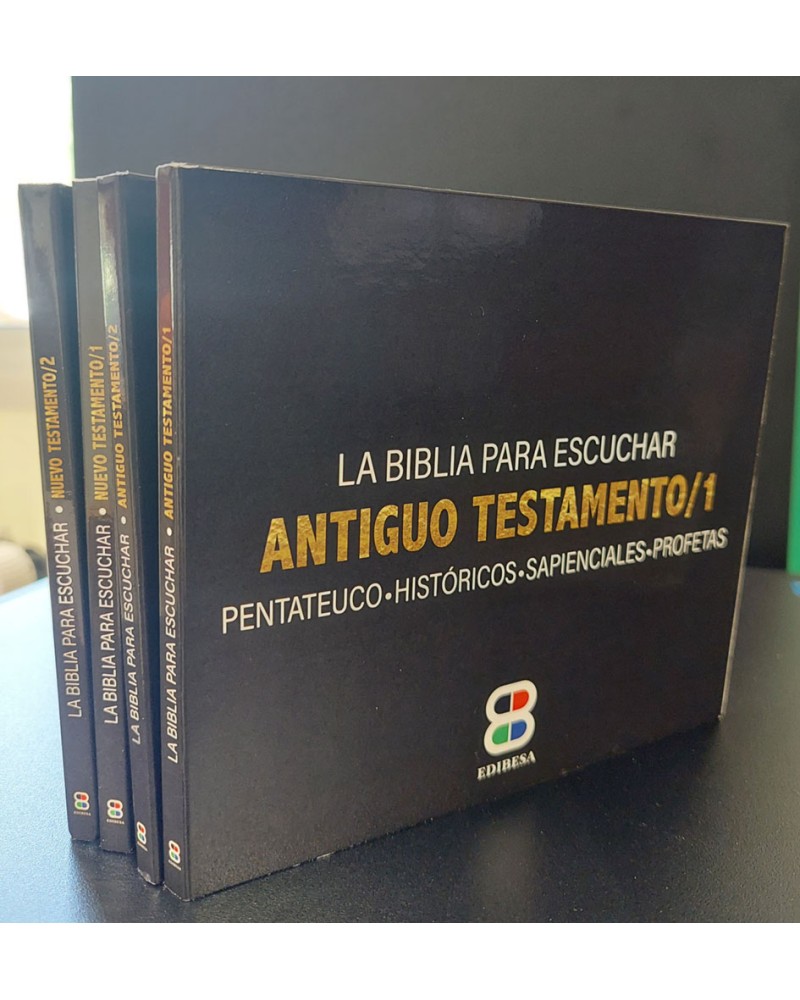 LA BIBLIA PARA ESCUCHAR • NUEVO TESTAMENTO/2
EDIBESA
LA BIBLIA PARA ESCUCHAR • NUEVO TESTAMENTO/1
EDIBESA
LA BIBLIA PARA ESCUCHAR • ANTIGUO TESTAMENTO/2
LA BIBLIA PARA ESCUCHAR • ANTIGUO TESTAMENTO/1
LA BIBLIA PARA ESCUCHAR
ANTIGUO TESTAMENTO/1
PENTATEUCO•HISTÓRICOS•SAPIENCIALES•PROFETAS
EDIBESA